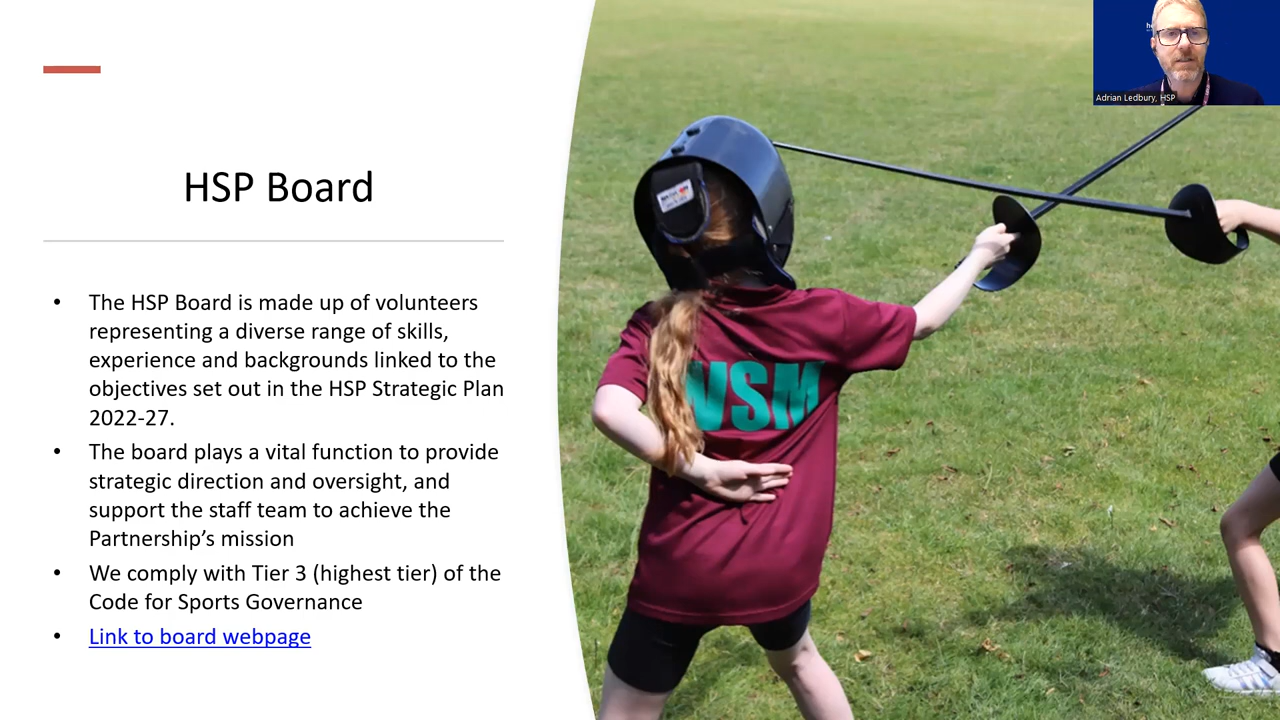 HSP Board
• The HSP Board is made up of volunteers
representing a diverse range of skills,
experience and backgrounds linked to the
objectives set out in the HSP Strategic Plan
2022-27.
• The board plays a vital function to provide
strategic direction and oversight, and
support the staff team to achieve the
Partnership’s mission
• We comply with Tier 3 (highest tier) of the
Code for Sports Governance
• Link to board webpage
VSM
Adrian Ledbury, HSP